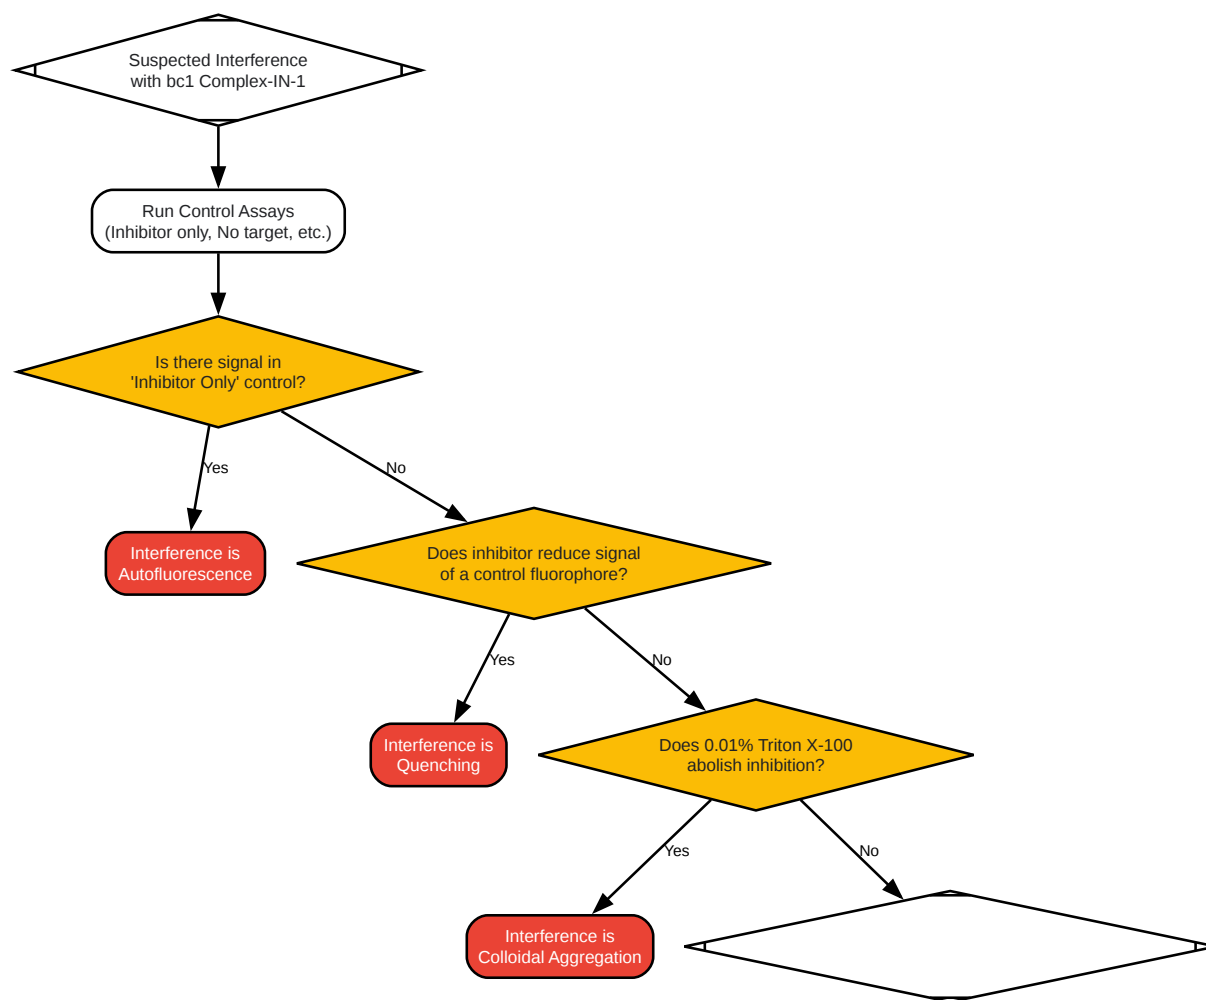 Suspected Interference
with bc1 Complex-IN-1
Run Control Assays
(Inhibitor only, No target, etc.)
Is there signal in
'Inhibitor Only' control?
Yes
No
Interference is
Autofluorescence
Does inhibitor reduce signal
of a control fluorophore?
Yes
No
Interference is
Quenching
Does 0.01% Triton X-100
abolish inhibition?
Yes
No
Interference is
Colloidal Aggregation